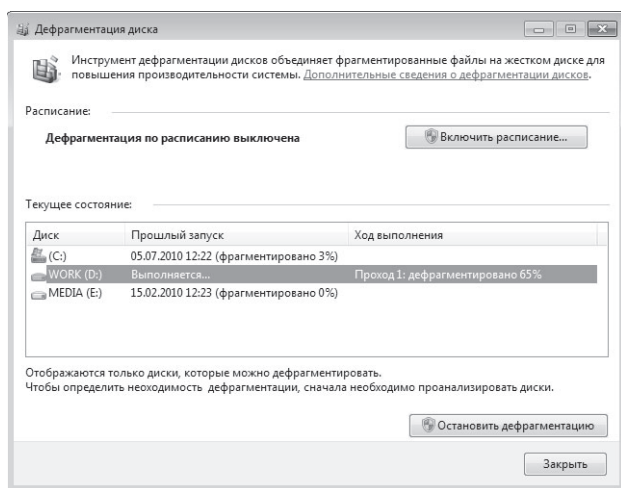 Дефрагментация диска
Инструмент дефрагментации дисков объединяет фрагментированные файлы на жестком диске для
повышения производительности системы. Дополнительные сведения о дефрагментации дисков.
Расписание:
Дефрагментация по расписанию выключена
Включить расписание...
Текущее состояние:
Диск Прошлый запуск Ход выполнения
(C:) 05.07.2010 12:22 (фрагментировано 3%)
WORK (D:) Выполняется... Проход 1: дефрагментировано 65%
MEDIA (E:) 15.02.2010 12:23 (фрагментировано 0%)
Отображаются только диски, которые можно дефрагментировать.
Чтобы определить неоходимость дефрагментации, сначала необходимо проанализировать диски.
Остановить дефрагментацию
Закрыть